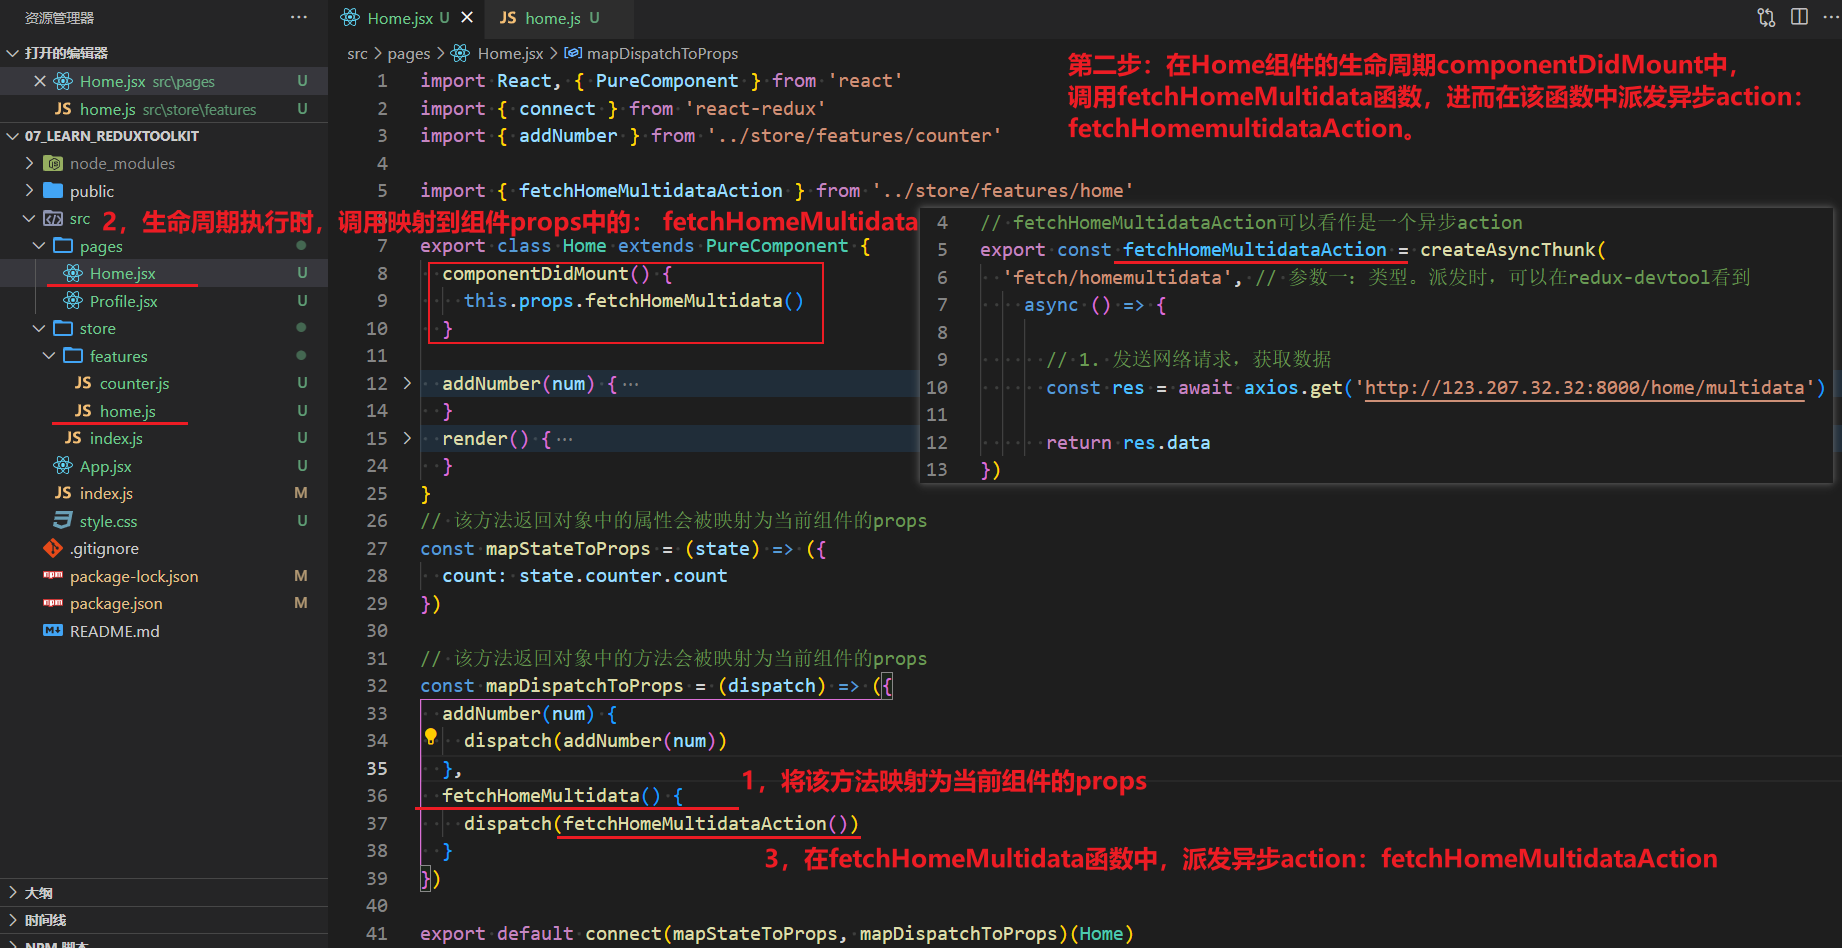 资源管理器
打开的编辑器
Home.jsx src\pages U
JS home.js src\store\features U
07_LEARN_REDUXTOOLKIT
node_modules
public
src
pages
Home.jsx U
Profile.jsx U
store
features
JS counter.js U
JS home.js U
JS index.js U
App.jsx U
JS index.js M
style.css U
.gitignore
package-lock.json M
package.json M
README.md
大纲
时间线
NPM 脚本
Home.jsx U
JS home.js U
src > pages > Home.jsx > mapDispatchToProps
第二步：在Home组件的生命周期componentDidMount中，
调用fetchHomeMultidata函数，进而在该函数中派发异步action：
fetchHomemultidataAction。
1 import React, { PureComponent } from 'react'
2 import { connect } from 'react-redux'
3 import { addNumber } from '../store/features/counter'
4
5 import { fetchHomeMultidataAction } from '../store/features/home'
2，生命周期执行时，调用映射到组件props中的： fetchHomeMultidata
7 export class Home extends PureComponent {
8 componentDidMount() {
9 this.props.fetchHomeMultidata()
10 }
11
12 addNumber(num) { ···
14 }
15 render() { ···
24 }
25 }
26 // 该方法返回对象中的属性会被映射为当前组件的props
27 const mapStateToProps = (state) => ({
28 count: state.counter.count
29 })
30
31 // 该方法返回对象中的方法会被映射为当前组件的props
32 const mapDispatchToProps = (dispatch) => ({
33 addNumber(num) {
34 dispatch(addNumber(num))
35 },
1，将该方法映射为当前组件的props
36 fetchHomeMultidata() {
37 dispatch(fetchHomeMultidataAction())
38 }
3，在fetchHomeMultidata函数中，派发异步action：fetchHomeMultidataAction
39 })
40
41 export default connect(mapStateToProps, mapDispatchToProps)(Home)
4 // fetchHomeMultidataAction可以看作是一个异步action
5 export const fetchHomeMultidataAction = createAsyncThunk(
6 'fetch/homemultidata', // 参数一：类型。派发时，可以在redux-devtool看到
7 async () => {
8
9 // 1. 发送网络请求，获取数据
10 const res = await axios.get('http://123.207.32.32:8000/home/multidata')
11
12 return res.data
13 })